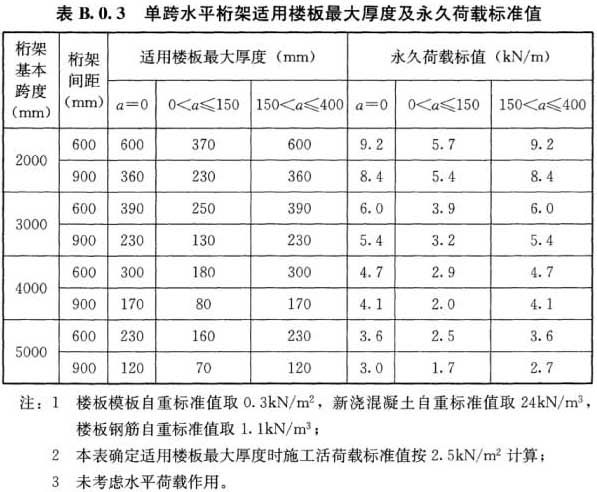 表 B.0.3 单跨水平桁架适用楼板最大厚度及永久荷载标准值
桁架基本跨度(mm) 桁架间距(mm) 适用楼板最大厚度(mm) 永久荷载标值(kN/m)
a=0 0<a≤150 150<a≤400 a=0 0<a≤150 150<a≤400
2000 600 600 370 600 9.2 5.7 9.2
900 360 230 360 8.4 5.4 8.4
3000 600 390 250 390 6.0 3.9 6.0
900 230 130 230 5.4 3.2 5.4
4000 600 300 180 300 4.7 2.9 4.7
900 170 80 170 4.1 2.0 4.1
5000 600 230 160 230 3.6 2.5 3.6
900 120 70 120 3.0 1.7 2.7
注：1 楼板模板自重标准值取 0.3kN/m²，新浇混凝土自重标准值取 24kN/m³，
楼板钢筋自重标准值取 1.1kN/m³；
2 本表确定适用楼板最大厚度时施工活荷载标准值按 2.5kN/m² 计算；
3 未考虑水平荷载作用。